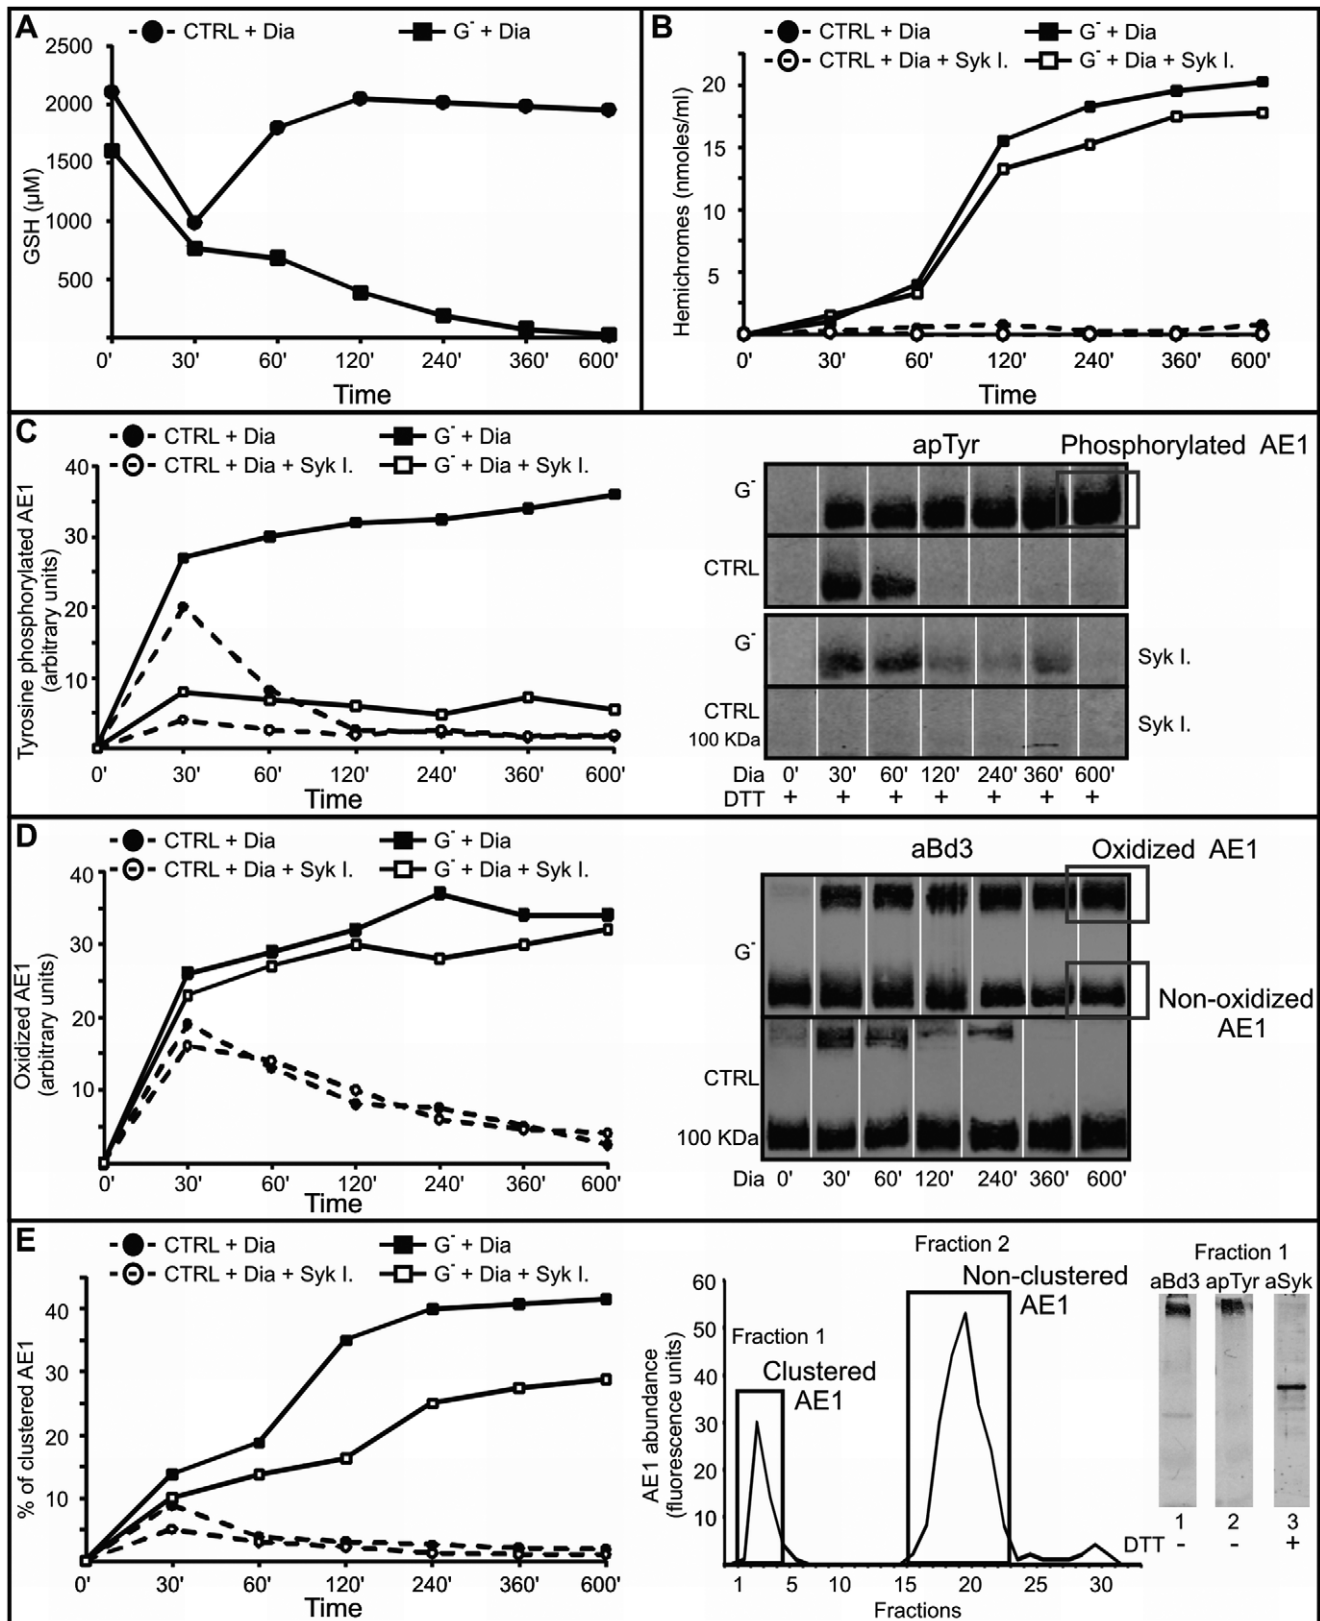 A
CTRL + Dia
G- + Dia
2500
2000
1500
1000
500
GSH (µM)
0' 30' 60' 120' 240' 360' 600'
Time
B
CTRL + Dia
G- + Dia
CTRL + Dia + Syk I.
G- + Dia + Syk I.
20
15
10
5
Hemichromes (nmoles/ml)
0' 30' 60' 120' 240' 360' 600'
Time
C
CTRL + Dia
G- + Dia
CTRL + Dia + Syk I.
G- + Dia + Syk I.
40
30
20
10
Tyrosine phosphorylated AE1
(arbitrary units)
0' 30' 60' 120' 240' 360' 600'
Time
apTyr
Phosphorylated AE1
G-
CTRL
G-
Syk I.
CTRL
100 KDa
Syk I.
Dia 0' 30' 60' 120' 240' 360' 600'
DTT + + + + + + +
D
CTRL + Dia
G- + Dia
CTRL + Dia + Syk I.
G- + Dia + Syk I.
40
30
20
10
Oxidized AE1
(arbitrary units)
0' 30' 60' 120' 240' 360' 600'
Time
aBd3
Oxidized AE1
G-
Non-oxidized
AE1
CTRL
100 KDa
Dia 0' 30' 60' 120' 240' 360' 600'
E
CTRL + Dia
G- + Dia
CTRL + Dia + Syk I.
G- + Dia + Syk I.
40
30
20
10
% of clustered AE1
0' 30' 60' 120' 240' 360' 600'
Time
Fraction 2
Non-clustered
AE1
Fraction 1
Clustered
AE1
60
50
40
30
20
10
AE1 abundance
(fluorescence units)
1 5 10 15 20 25 30
Fractions
Fraction 1
aBd3 apTyr aSyk
1 2 3
DTT - - +